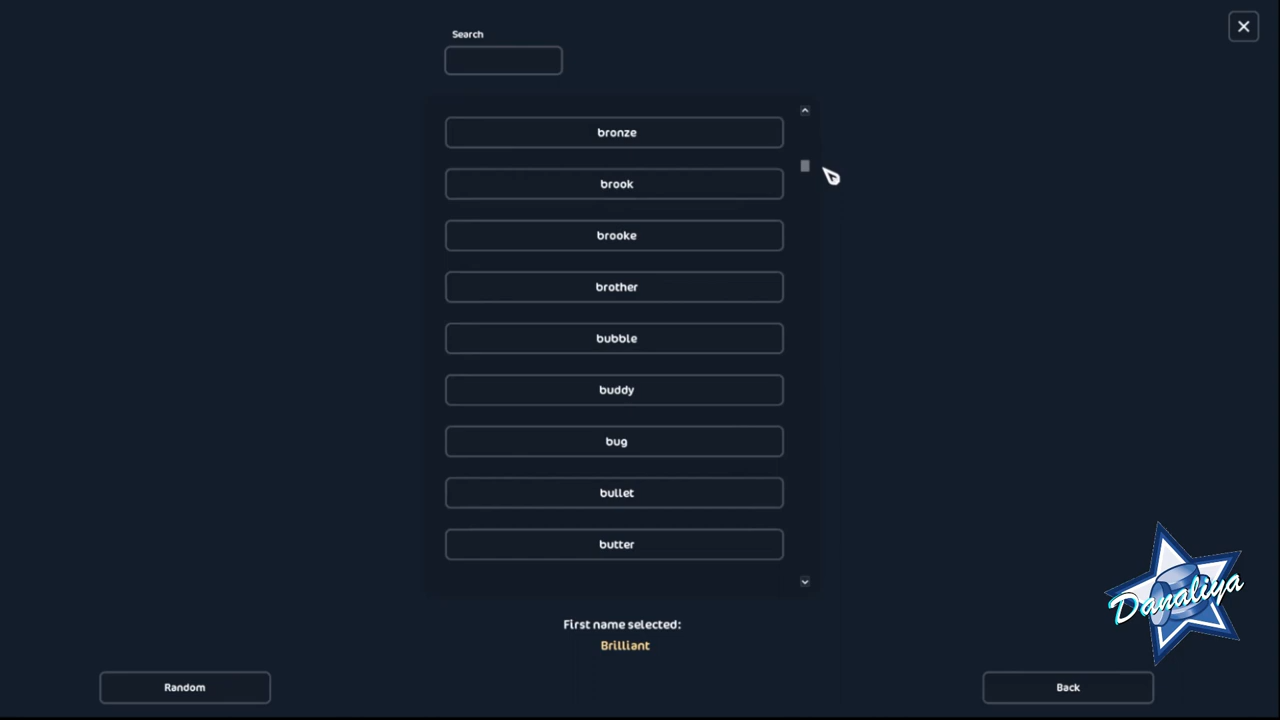 Search
bronze
brook
brooke
brother
bubble
buddy
bug
bullet
butter
First name selected:
Brilliant
Random
Back
Danaliya